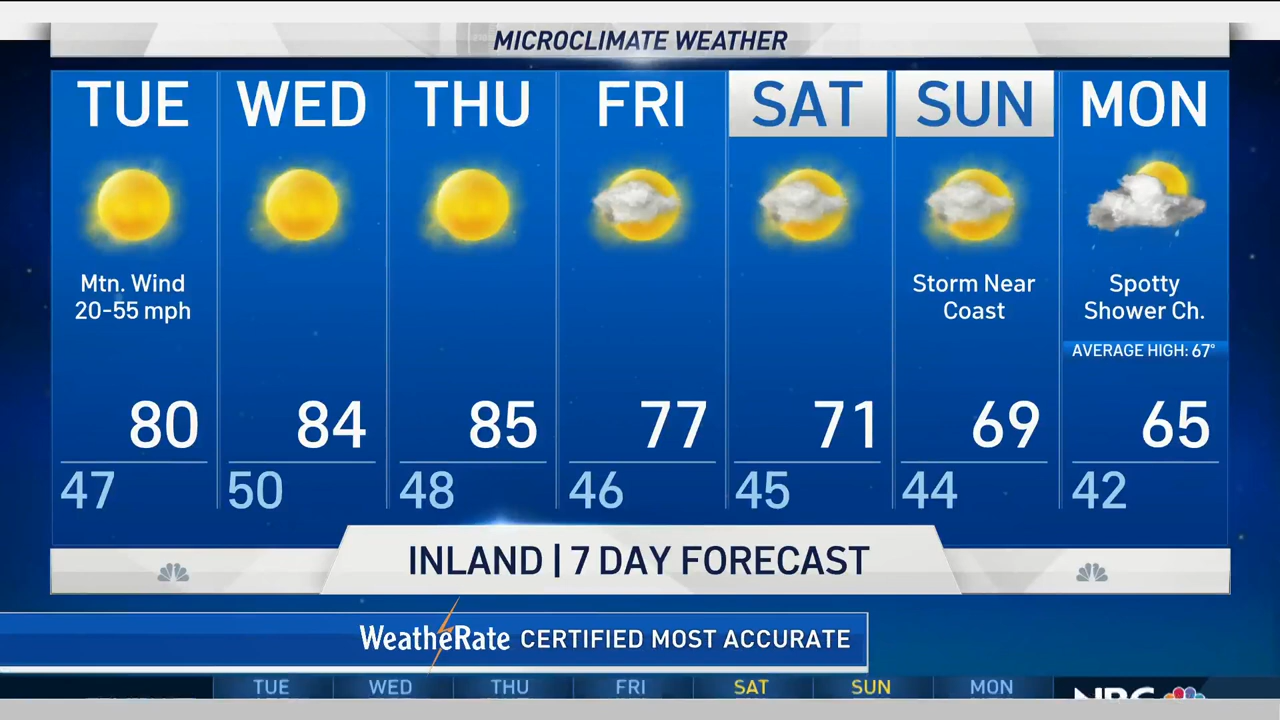 MICROCLIMATE WEATHER
TUE WED THU FRI SAT SUN MON
Mtn. Wind
20-55 mph
Storm Near
Coast
Spotty
Shower Ch.
AVERAGE HIGH: 67°
80 84 85 77 71 69 65
47 50 48 46 45 44 42
INLAND | 7 DAY FORECAST
WeatheRate CERTIFIED MOST ACCURATE
TUE WED THU FRI SAT SUN MON
NBC